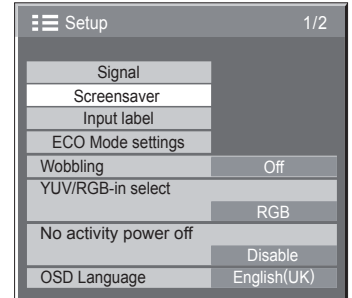 Setup 1/2
Signal
Screensaver
Input label
ECO Mode settings
Wobbling Off
YUV/RGB-in select
RGB
No activity power off
Disable
OSD Language English(UK)